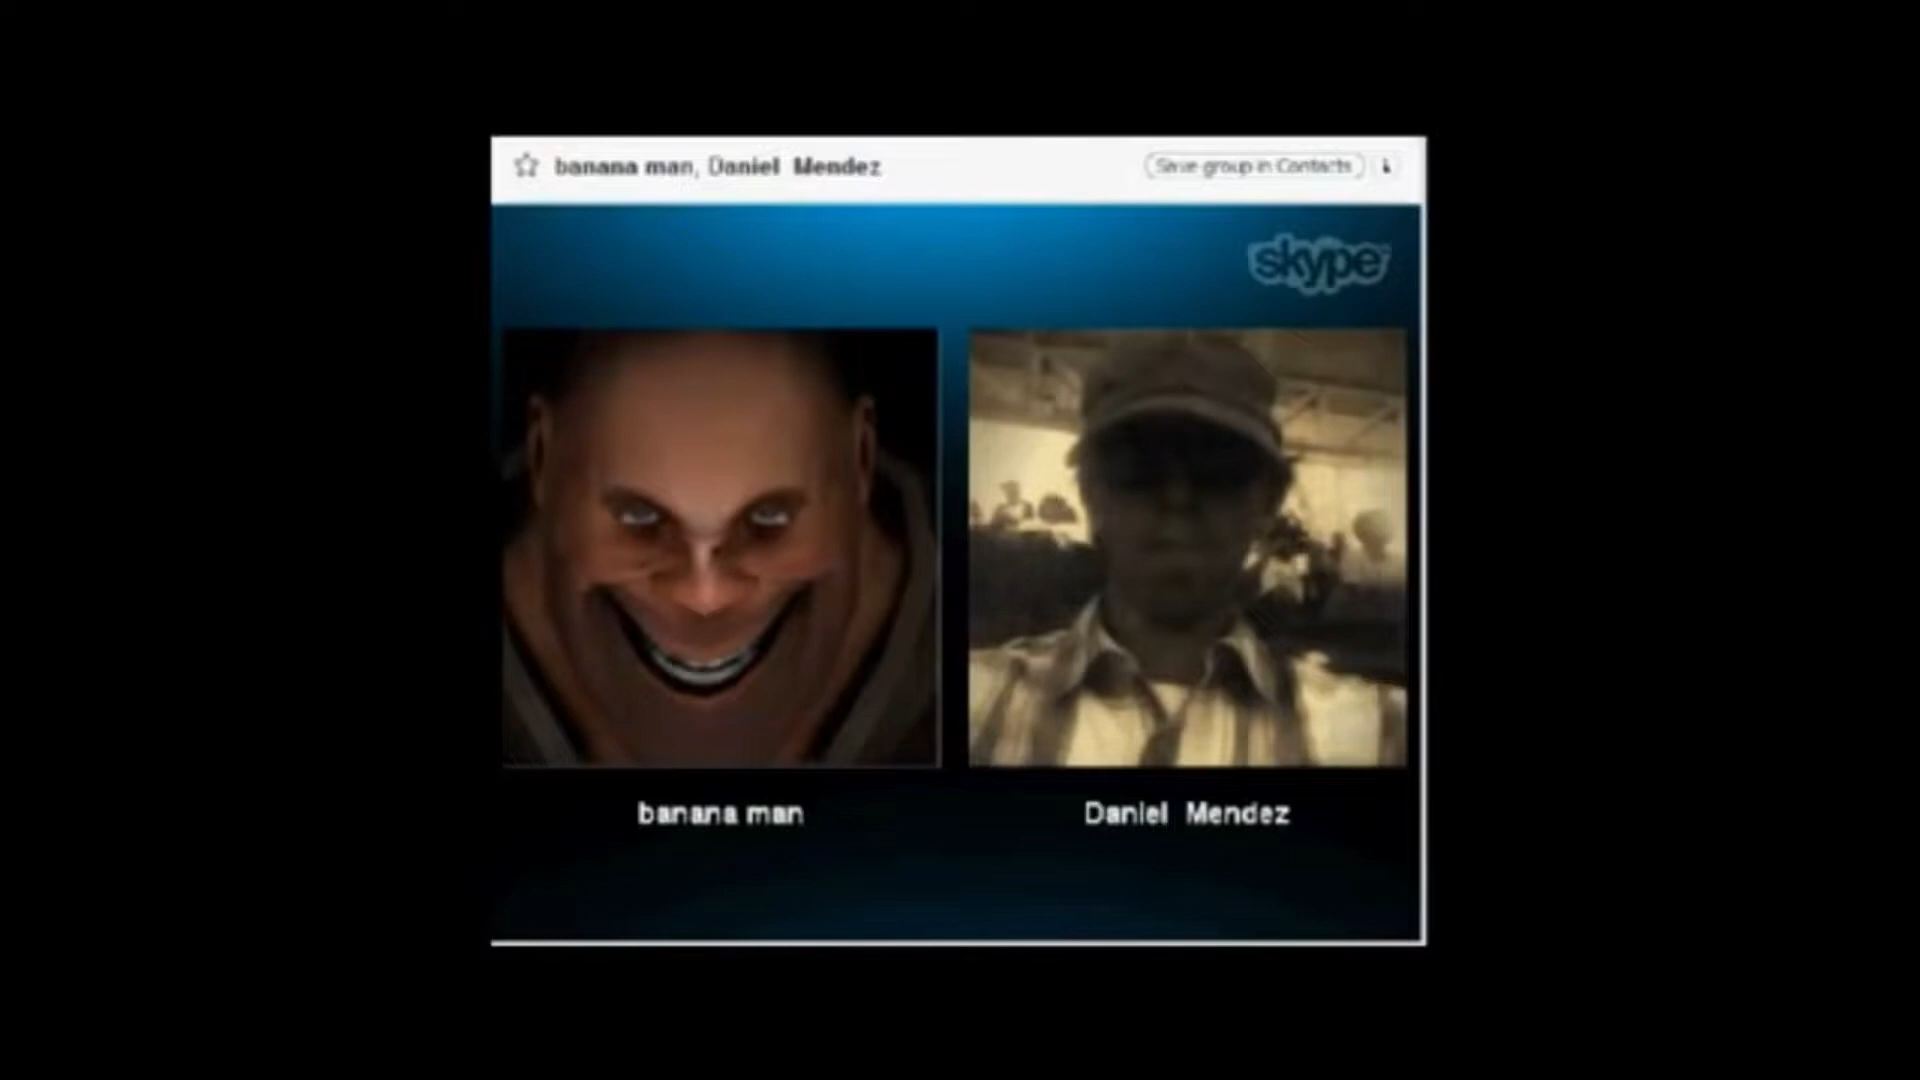 banana man, Daniel Mendez
Save group in Contacts
skype
banana man
Daniel Mendez